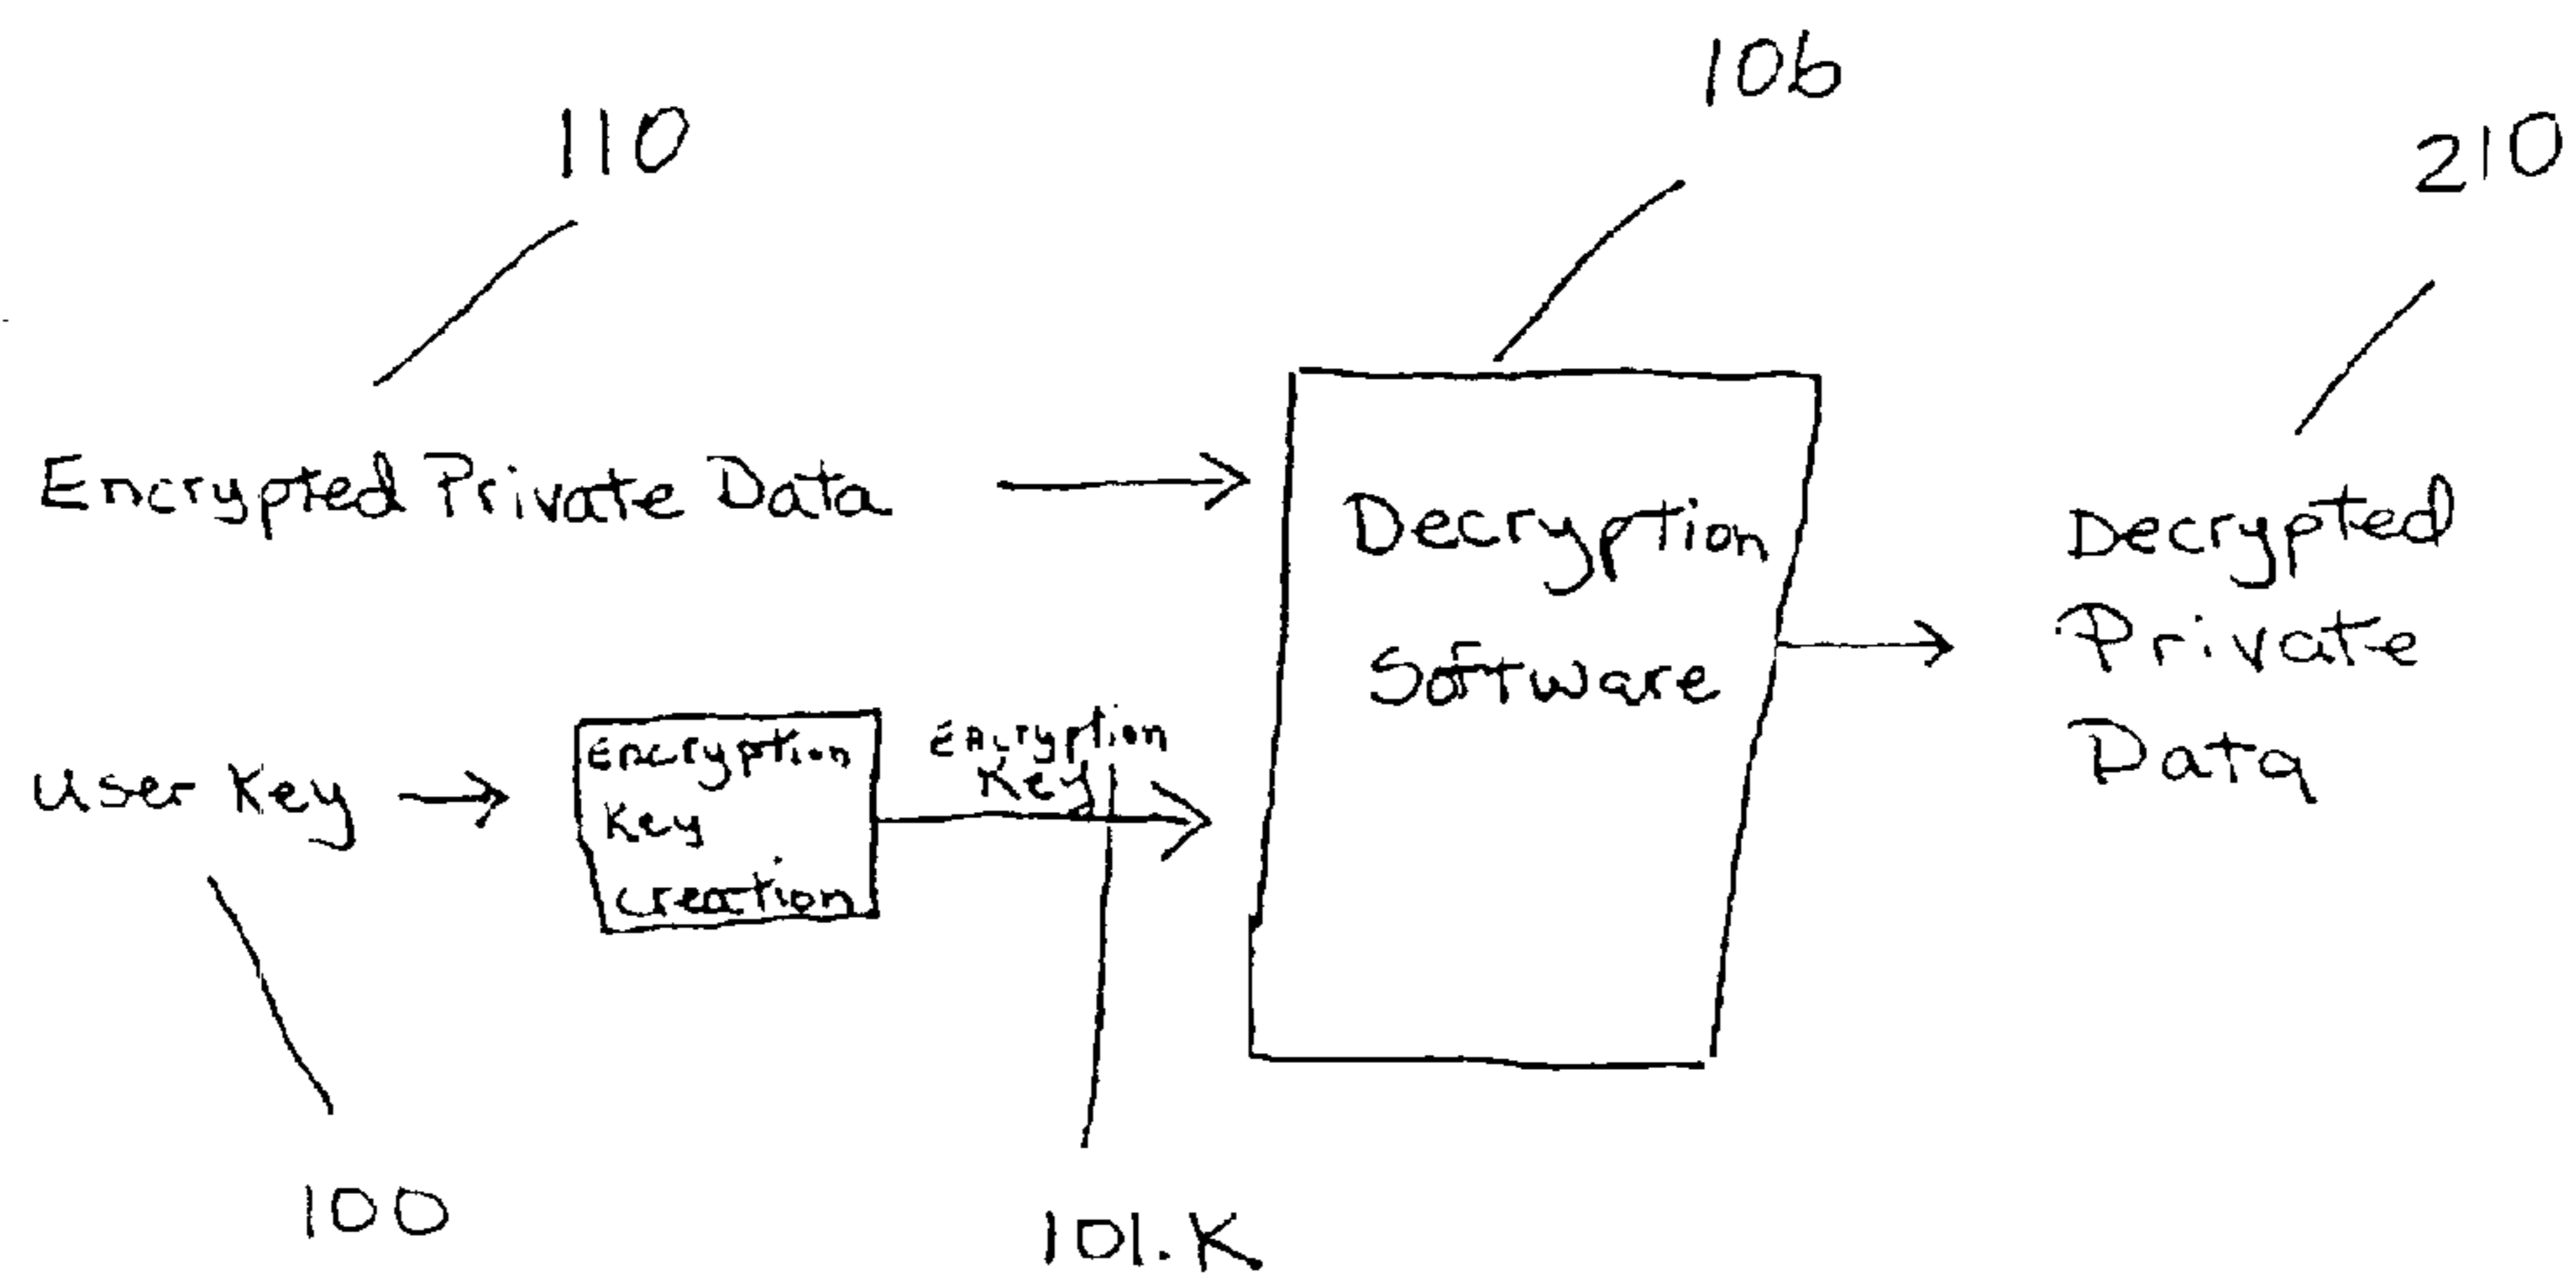 110
106
210
Encrypted Private Data
Decryption
Software
Decrypted
Private
Data
User Key
Encryption
Key
Creation
Encryption
Key
100
101.K